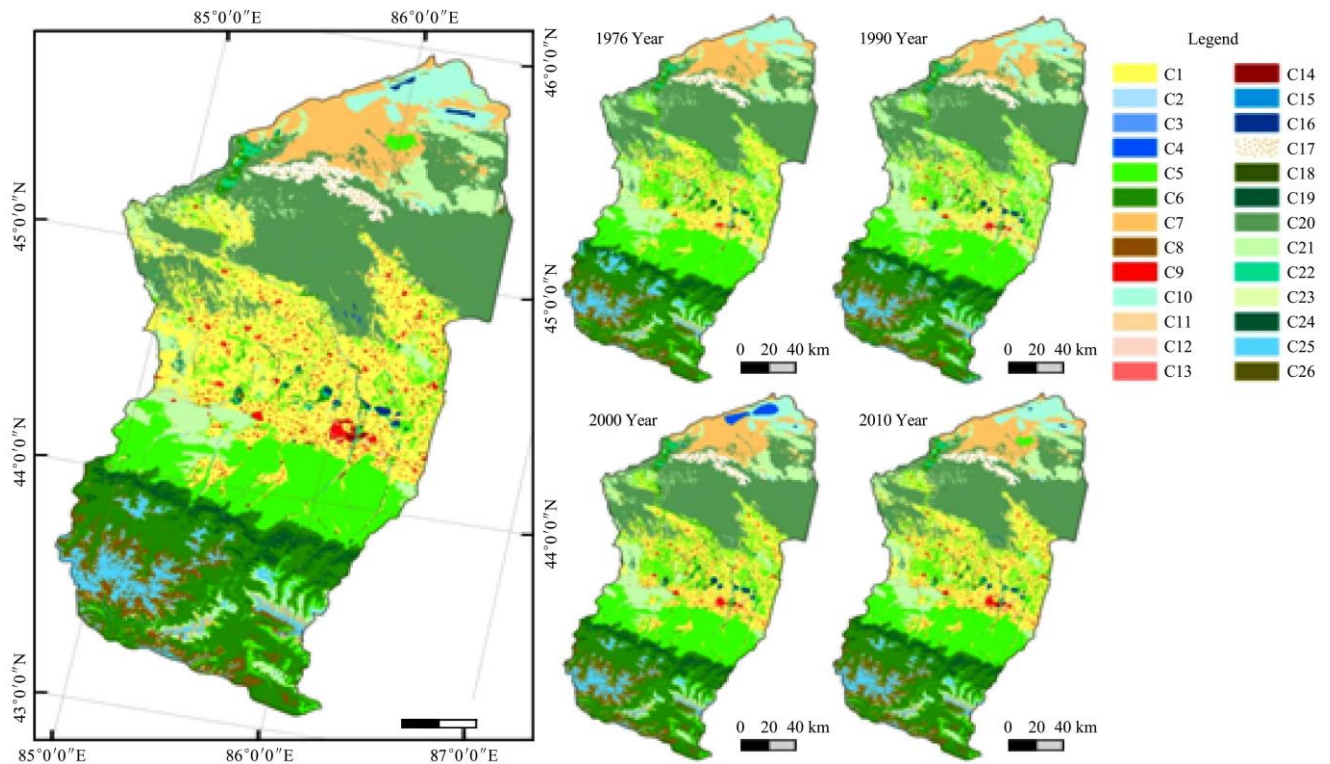 85°0′0″E 86°0′0″E
46°0′0″N
45°0′0″N
45°0′0″N
44°0′0″N
44°0′0″N
43°0′0″N
85°0′0″E 86°0′0″E 87°0′0″E
1976 Year
0 20 40 km
1990 Year
0 20 40 km
2000 Year
0 20 40 km
2010 Year
0 20 40 km
Legend
C1
C2
C3
C4
C5
C6
C7
C8
C9
C10
C11
C12
C13
C14
C15
C16
C17
C18
C19
C20
C21
C22
C23
C24
C25
C26